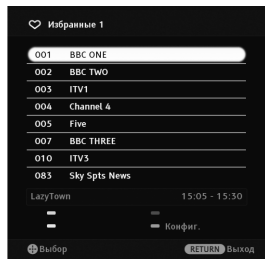 Избранные 1
001 BBC ONE
002 BBC TWO
003 ITV1
004 Channel 4
005 Five
007 BBC THREE
010 ITV3
083 Sky Spts News
LazyTown 15:05 - 15:30
Конфиг.
Выбор RETURN Выход